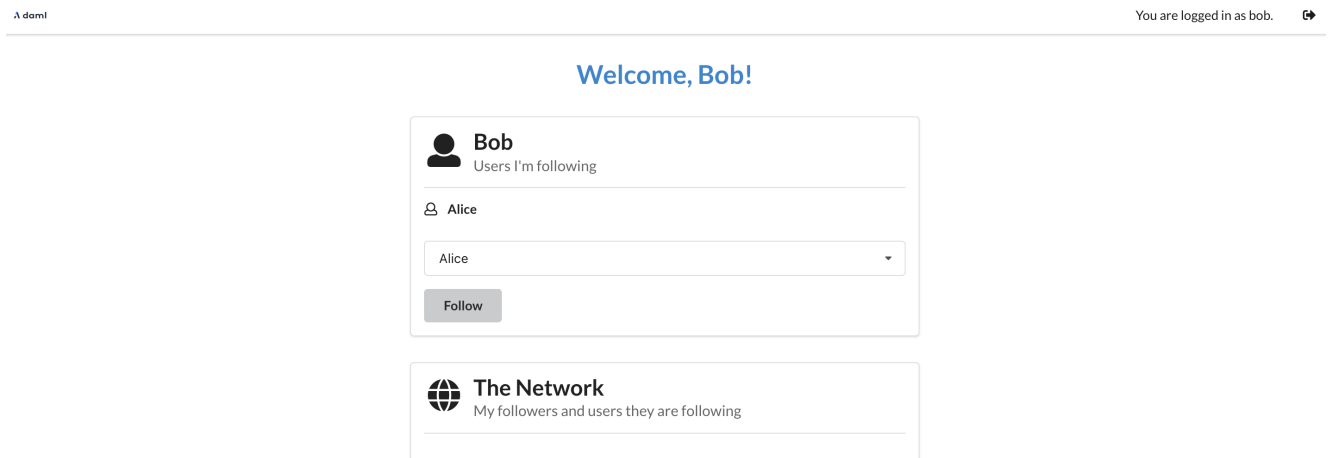 daml
You are logged in as bob.
Welcome, Bob!
Bob
Users I'm following
Alice
Alice
Follow
The Network
My followers and users they are following